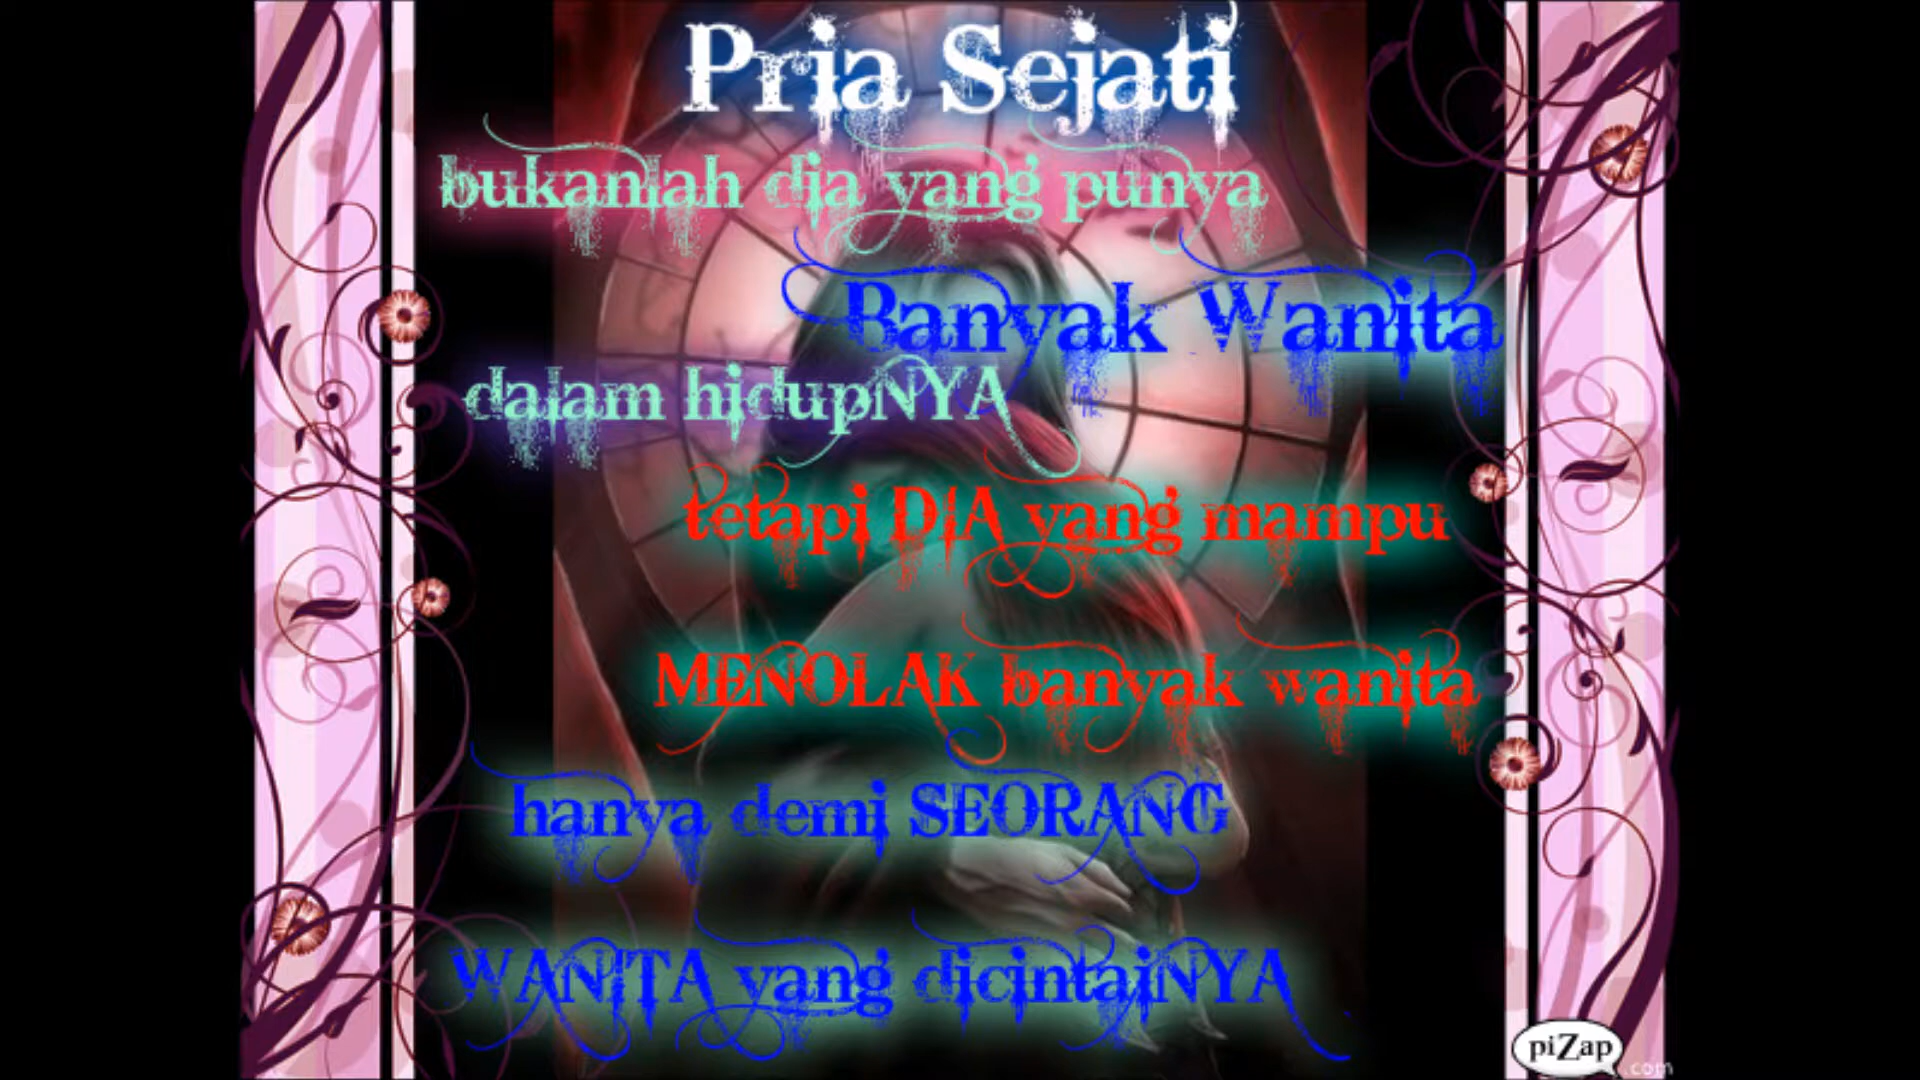 Pria Sejati
bukanlah dia yang punya
Banyak Wanita
dalam hidupNYA
tetapi DIA yang mampu
MENOLAK banyak wanita
hanya demi SEORANG
WANITA yang dicintaiNYA
piZap
.com